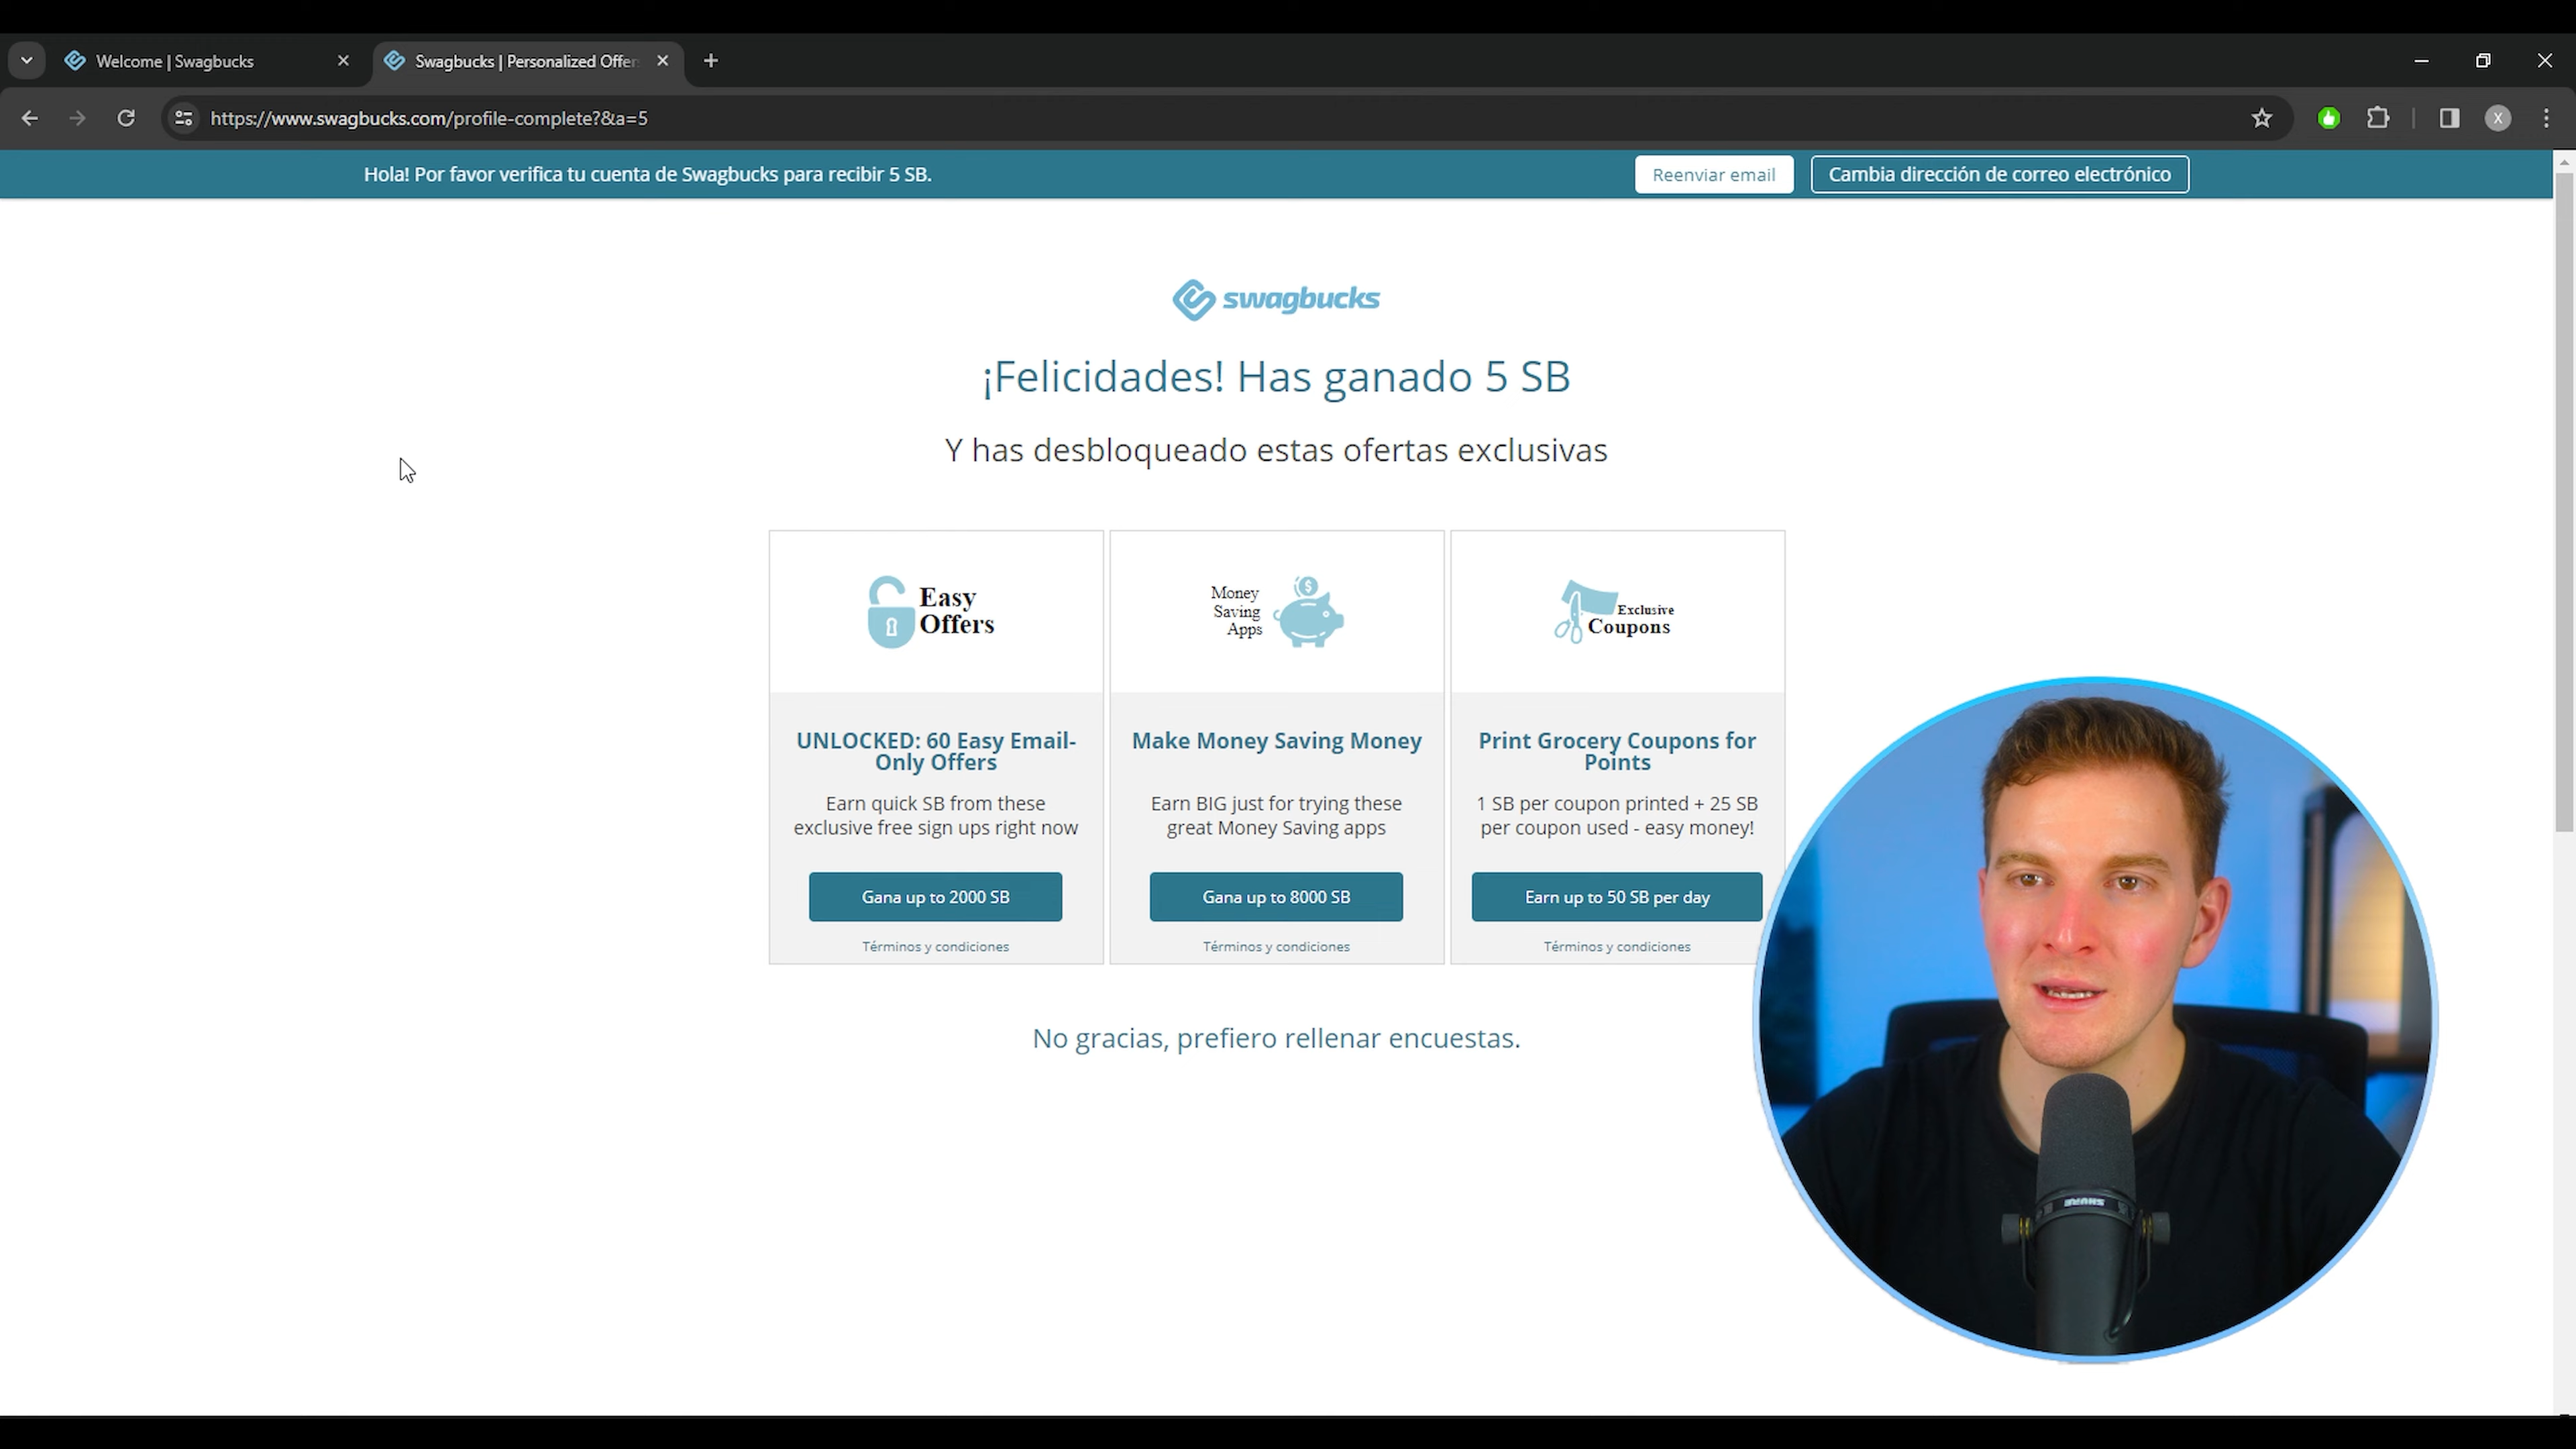 Welcome | Swagbucks
Swagbucks | Personalized Offer
https://www.swagbucks.com/profile-complete?&a=5
X
Hola! Por favor verifica tu cuenta de Swagbucks para recibir 5 SB.
Reenviar email
Cambia dirección de correo electrónico
swagbucks
¡Felicidades! Has ganado 5 SB
Y has desbloqueado estas ofertas exclusivas
Easy
Offers
Money
Saving
Apps
$
Exclusive
Coupons
UNLOCKED: 60 Easy Email-
Only Offers
Earn quick SB from these
exclusive free sign ups right now
Gana up to 2000 SB
Términos y condiciones
Make Money Saving Money
Earn BIG just for trying these
great Money Saving apps
Gana up to 8000 SB
Términos y condiciones
Print Grocery Coupons for
Points
1 SB per coupon printed + 25 SB
per coupon used - easy money!
Earn up to 50 SB per day
Términos y condiciones
No gracias, prefiero rellenar encuestas.